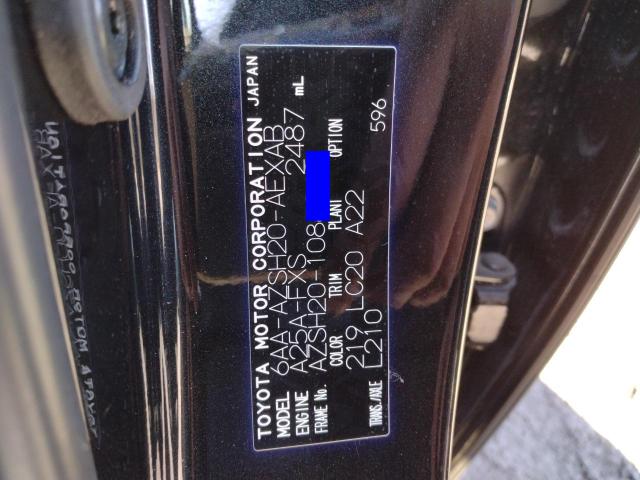 TOYOTA MOTOR CORPORATION JAPAN
MODEL 6AA-AZSH20-AEXAB
ENGINE A25A-FXS 2487 mL
FRAME No. AZSH20-108
COLOR TRIM PLANT OPTION
219 LC20 A22
TRANS./AXLE L210 596